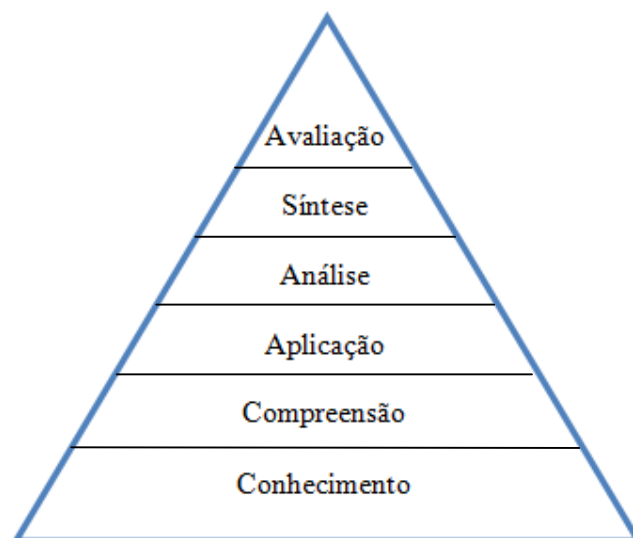 Avaliação
Síntese
Análise
Aplicação
Compreensão
Conhecimento